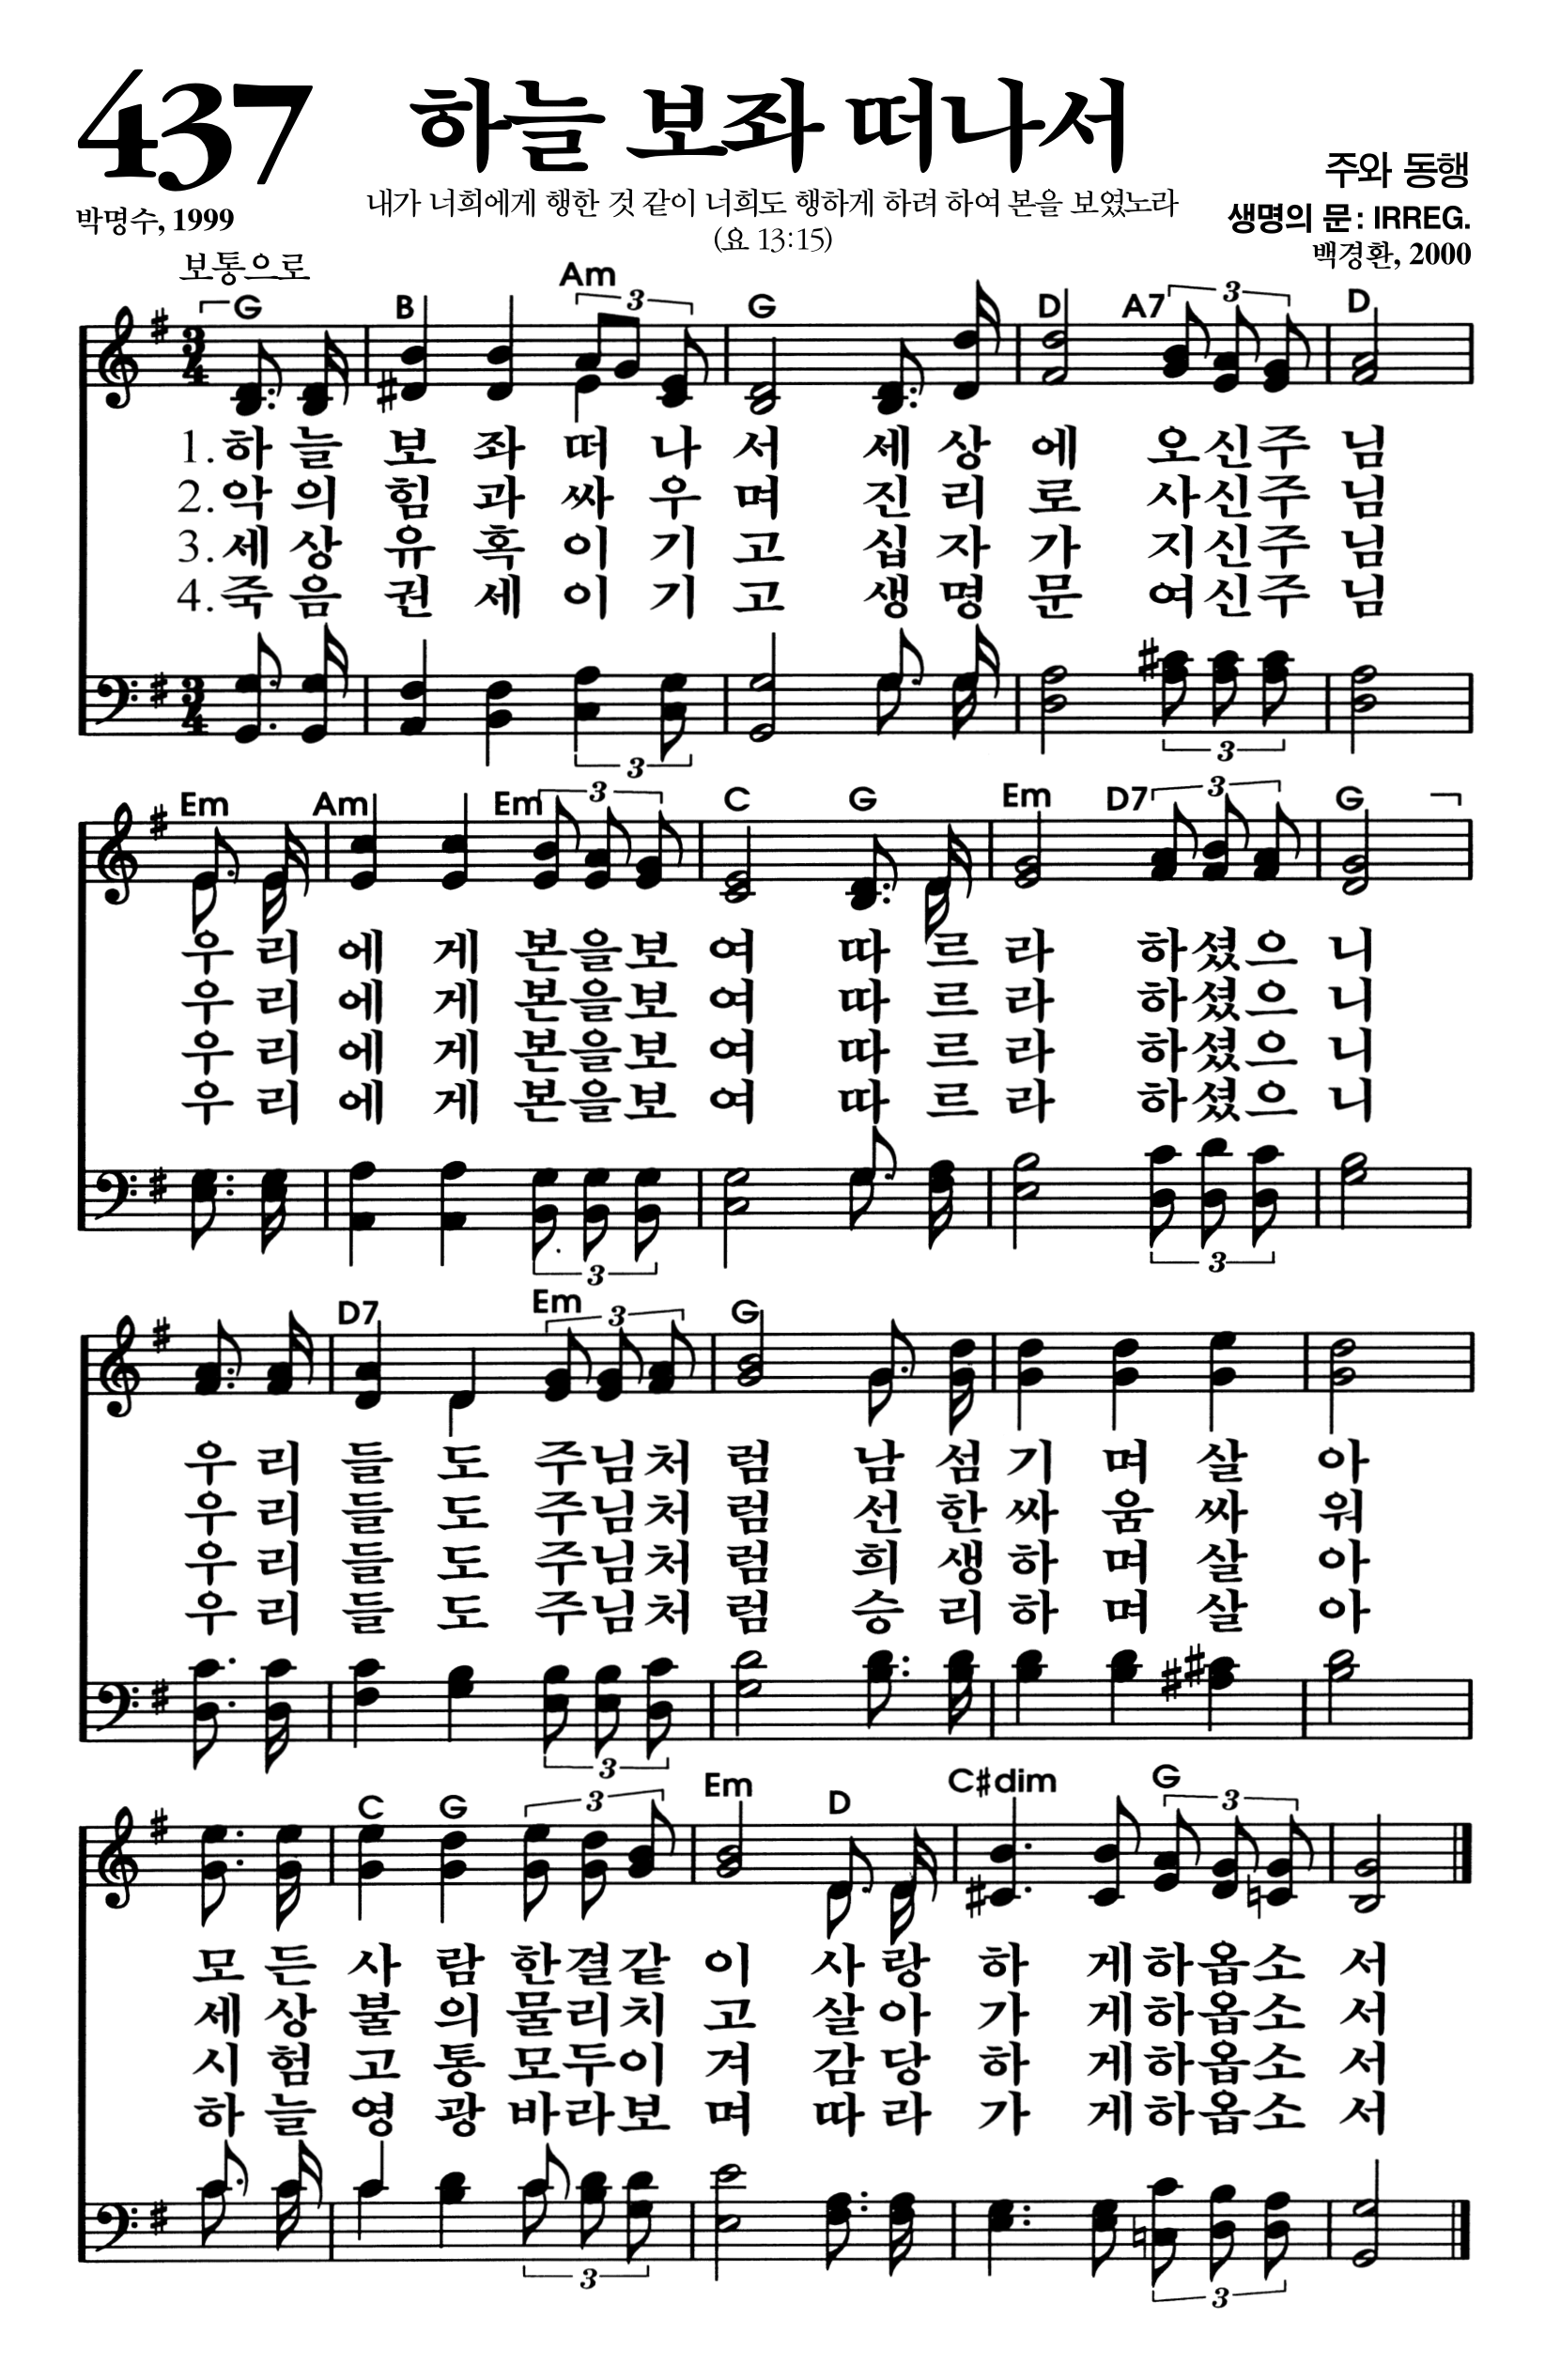 437
하늘 보좌 떠나서
주와 동행
내가 너희에게 행한 것 같이 너희도 행하게 하려 하여 본을 보였노라
(요 13:15)
박명수, 1999
생명의 문: IRREG.
백경환, 2000
보통으로
G B Am G D A7 D
3 3
3 4
1.하 늘 보 좌 떠 나 서 세 상 에 오신주 님
2.악 의 힘 과 싸 우 며 진 리 로 사신주 님
3.세 상 유 혹 이 기 고 십 자 가 지신주 님
4.죽 음 권 세 이 기 고 생 명 문 여신주 님
3 4
3 3
Em Am Em C G Em D7 G
3 3
우 리 에 게 본을보 여 따 르 라 하셨으 니
우 리 에 게 본을보 여 따 르 라 하셨으 니
우 리 에 게 본을보 여 따 르 라 하셨으 니
우 리 에 게 본을보 여 따 르 라 하셨으 니
3 3
D7 Em G
3
우 리 들 도 주님처 럼 남 섬 기 며 살 아
우 리 들 도 주님처 럼 선 한 싸 움 싸 워
우 리 들 도 주님처 럼 희 생 하 며 살 아
우 리 들 도 주님처 럼 승 리 하 며 살 아
3
C G Em D C#dim G
3 3
모 든 사 람 한결같 이 사 랑 하 게하옵소 서
세 상 불 의 물리치 고 살 아 가 게하옵소 서
시 험 고 통 모두이 겨 감 당 하 게하옵소 서
하 늘 영 광 바라보 며 따 라 가 게하옵소 서
3 3